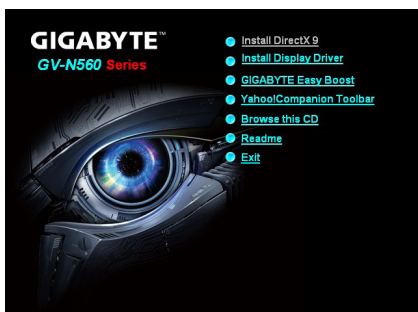 GIGABYTE™
GV-N560 Series
Install DirectX 9
Install Display Driver
GIGABYTE Easy Boost
Yahoo!Companion Toolbar
Browse this CD
Readme
Exit